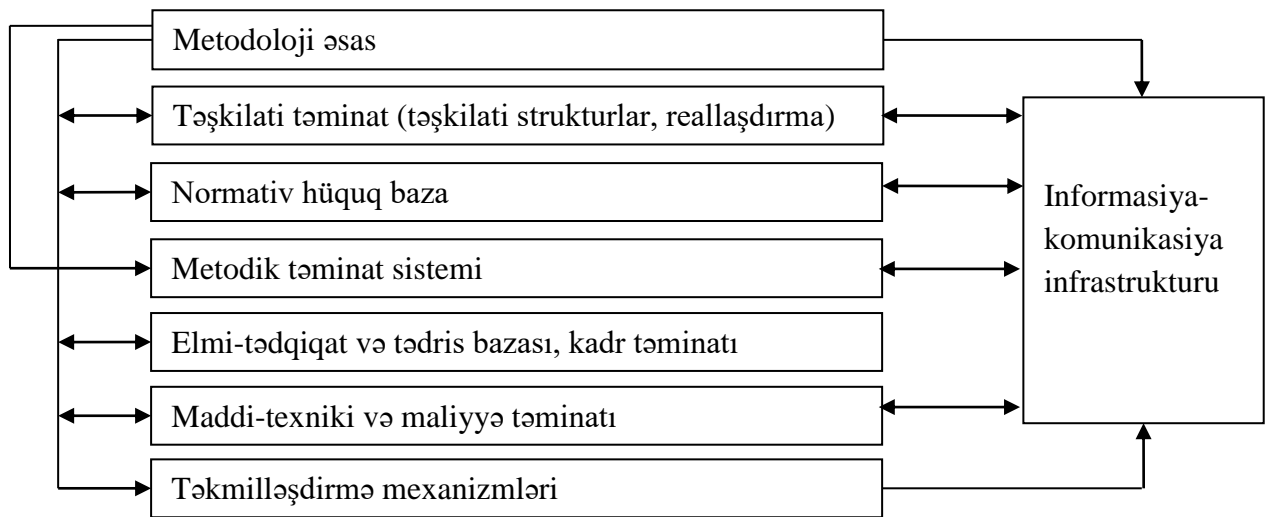 Metodoloji əsas
Təşkilati təminat (təşkilati strukturlar, reallaşdırma)
Normativ hüquq baza
Metodik təminat sistemi
Elmi-tədqiqat və tədris bazası, kadr təminatı
Maddi-texniki və maliyyə təminatı
Təkmilləşdirmə mexanizmləri
Informasiya-
komunikasiya
infrastrukturu